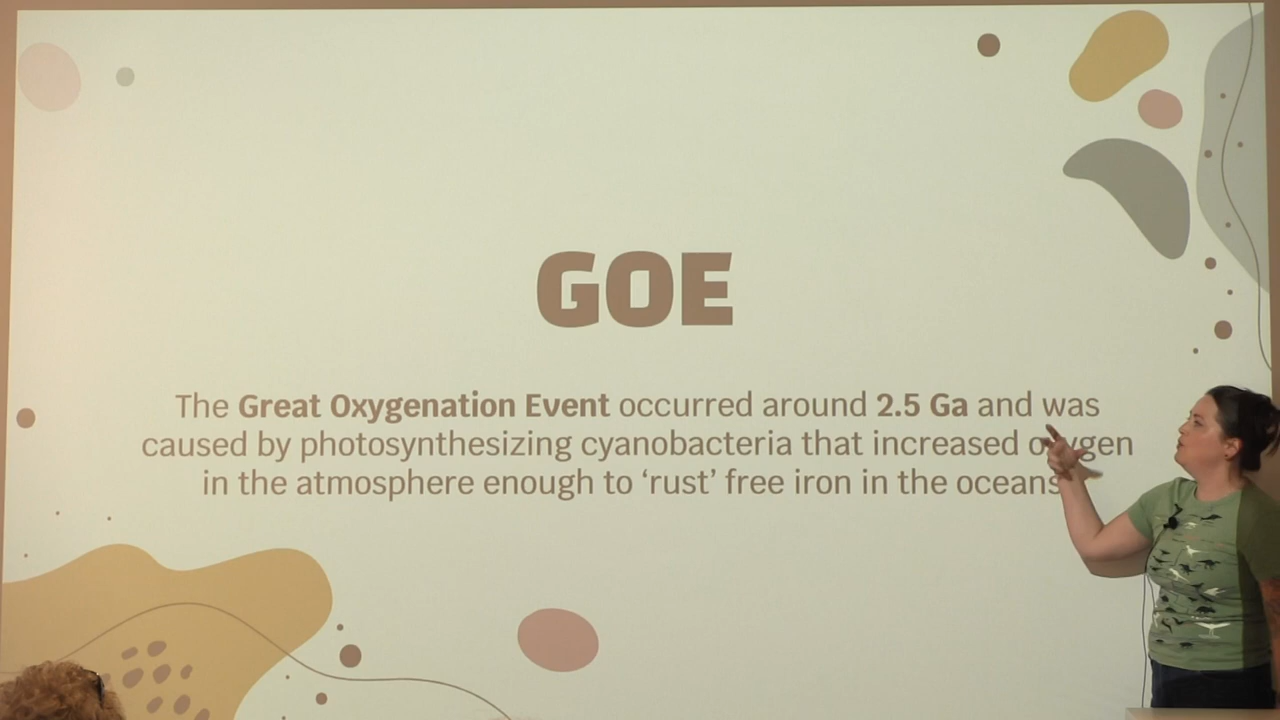 GOE
The Great Oxygenation Event occurred around 2.5 Ga and was
caused by photosynthesizing cyanobacteria that increased oxygen
in the atmosphere enough to ‘rust’ free iron in the oceans